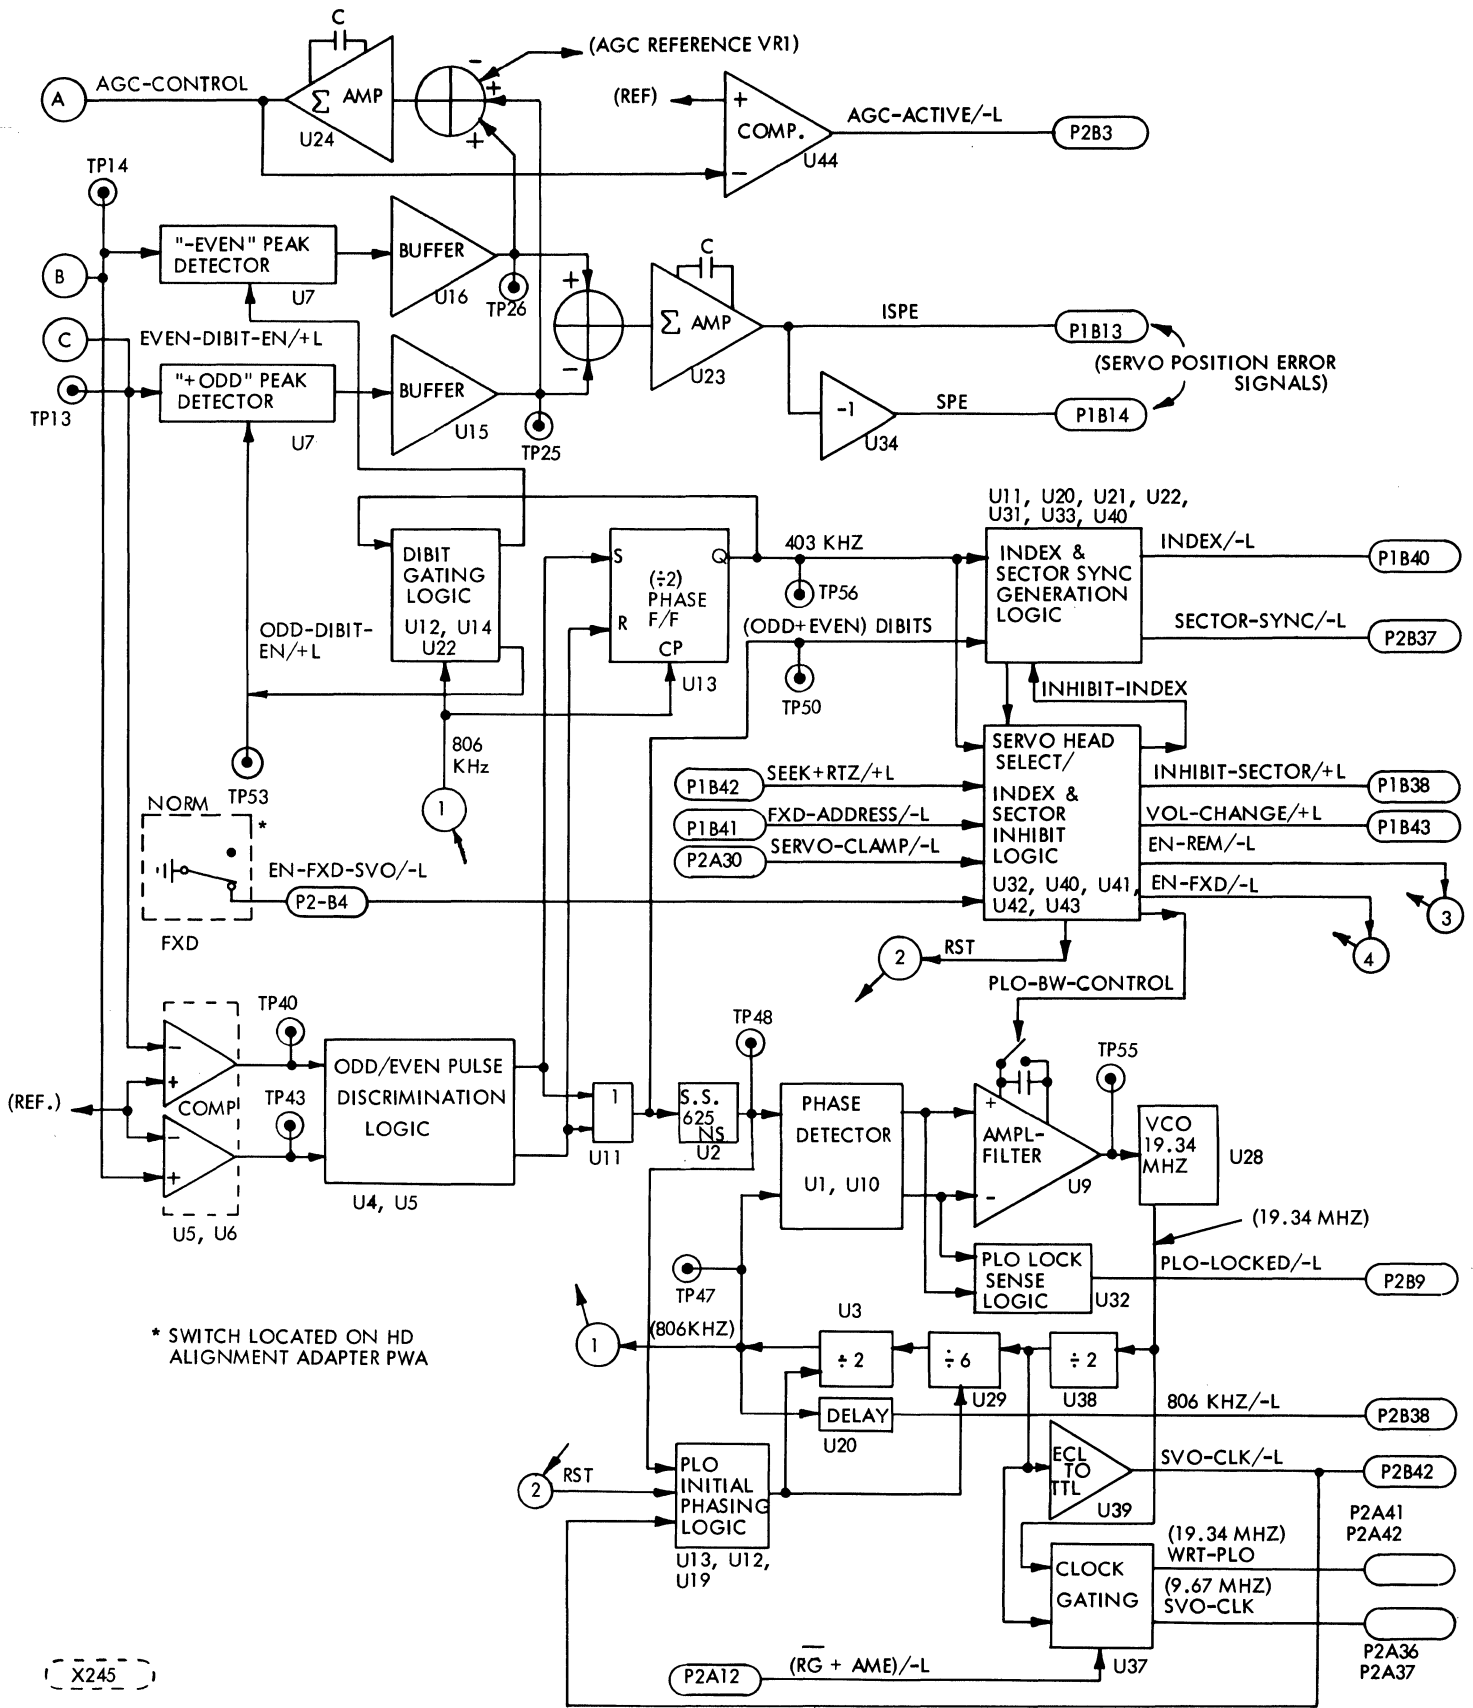 C
(AGC REFERENCE VR1)
A
AGC-CONTROL
Σ AMP
U24
-
+
+
(REF)
+
COMP.
-
U44
AGC-ACTIVE/-L
P2B3
TP14
B
"-EVEN" PEAK
DETECTOR
U7
BUFFER
U16
TP26
C
EVEN-DIBIT-EN/+L
TP13
"+ODD" PEAK
DETECTOR
U7
BUFFER
U15
TP25
+
-
C
Σ AMP
U23
ISPE
P1B13
(SERVO POSITION ERROR
SIGNALS)
-1
U34
SPE
P1B14
DIBIT
GATING
LOGIC
U12, U14
U22
ODD-DIBIT-
EN/+L
TP53
806
KHz
1
S
Q
(÷2)
PHASE
F/F
R
CP
U13
403 KHZ
TP56
(ODD+EVEN) DIBITS
TP50
U11, U20, U21, U22,
U31, U33, U40
INDEX &
SECTOR SYNC
GENERATION
LOGIC
INDEX/-L
P1B40
SECTOR-SYNC/-L
P2B37
INHIBIT-INDEX
SERVO HEAD
SELECT/
INDEX &
SECTOR
INHIBIT
LOGIC
U32, U40, U41,
U42, U43
P1B42
SEEK+RTZ/+L
P1B41
FXD-ADDRESS/-L
P2A30
SERVO-CLAMP/-L
INHIBIT-SECTOR/+L
P1B38
VOL-CHANGE/+L
P1B43
EN-REM/-L
3
EN-FXD/-L
4
NORM
*
FXD
EN-FXD-SVO/-L
P2-B4
2
RST
PLO-BW-CONTROL
(REF.)
-
+
COMP
-
+
U5, U6
TP40
TP43
ODD/EVEN PULSE
DISCRIMINATION
LOGIC
U4, U5
1
U11
S.S.
625
NS
U2
TP48
PHASE
DETECTOR
U1, U10
+
AMPL-
FILTER
-
U9
TP55
VCO
19.34
MHZ
U28
(19.34 MHZ)
PLO LOCK
SENSE
LOGIC
U32
PLO-LOCKED/-L
P2B9
TP47
1
(806KHZ)
U3
÷2
÷6
U29
÷2
U38
DELAY
U20
806 KHZ/-L
P2B38
* SWITCH LOCATED ON HD
ALIGNMENT ADAPTER PWA
2
RST
PLO
INITIAL
PHASING
LOGIC
U13, U12,
U19
ECL
TO
TTL
U39
SVO-CLK/-L
P2B42
P2A41
P2A42
(19.34 MHZ)
WRT-PLO
CLOCK
GATING
U37
(9.67 MHZ)
SVO-CLK
P2A36
P2A37
P2A12
(R̅G̅ + AME)/-L
X245